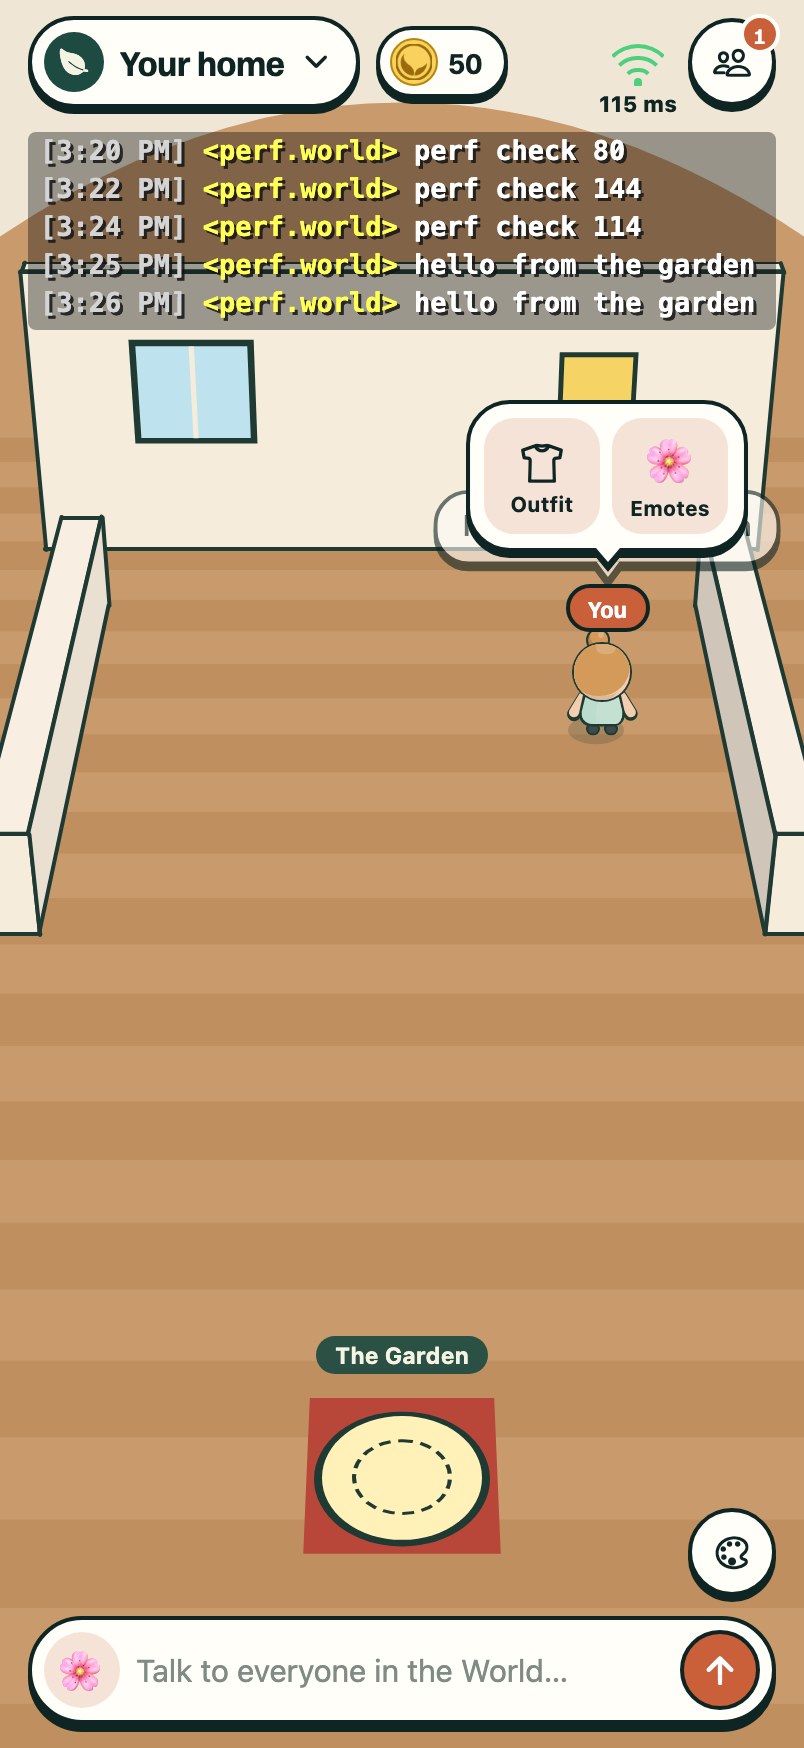 Your home
50
115 ms
1
[3:20 PM] <perf.world> perf check 80
[3:22 PM] <perf.world> perf check 144
[3:24 PM] <perf.world> perf check 114
[3:25 PM] <perf.world> hello from the garden
[3:26 PM] <perf.world> hello from the garden
Outfit
Emotes
You
The Garden
Talk to everyone in the World...